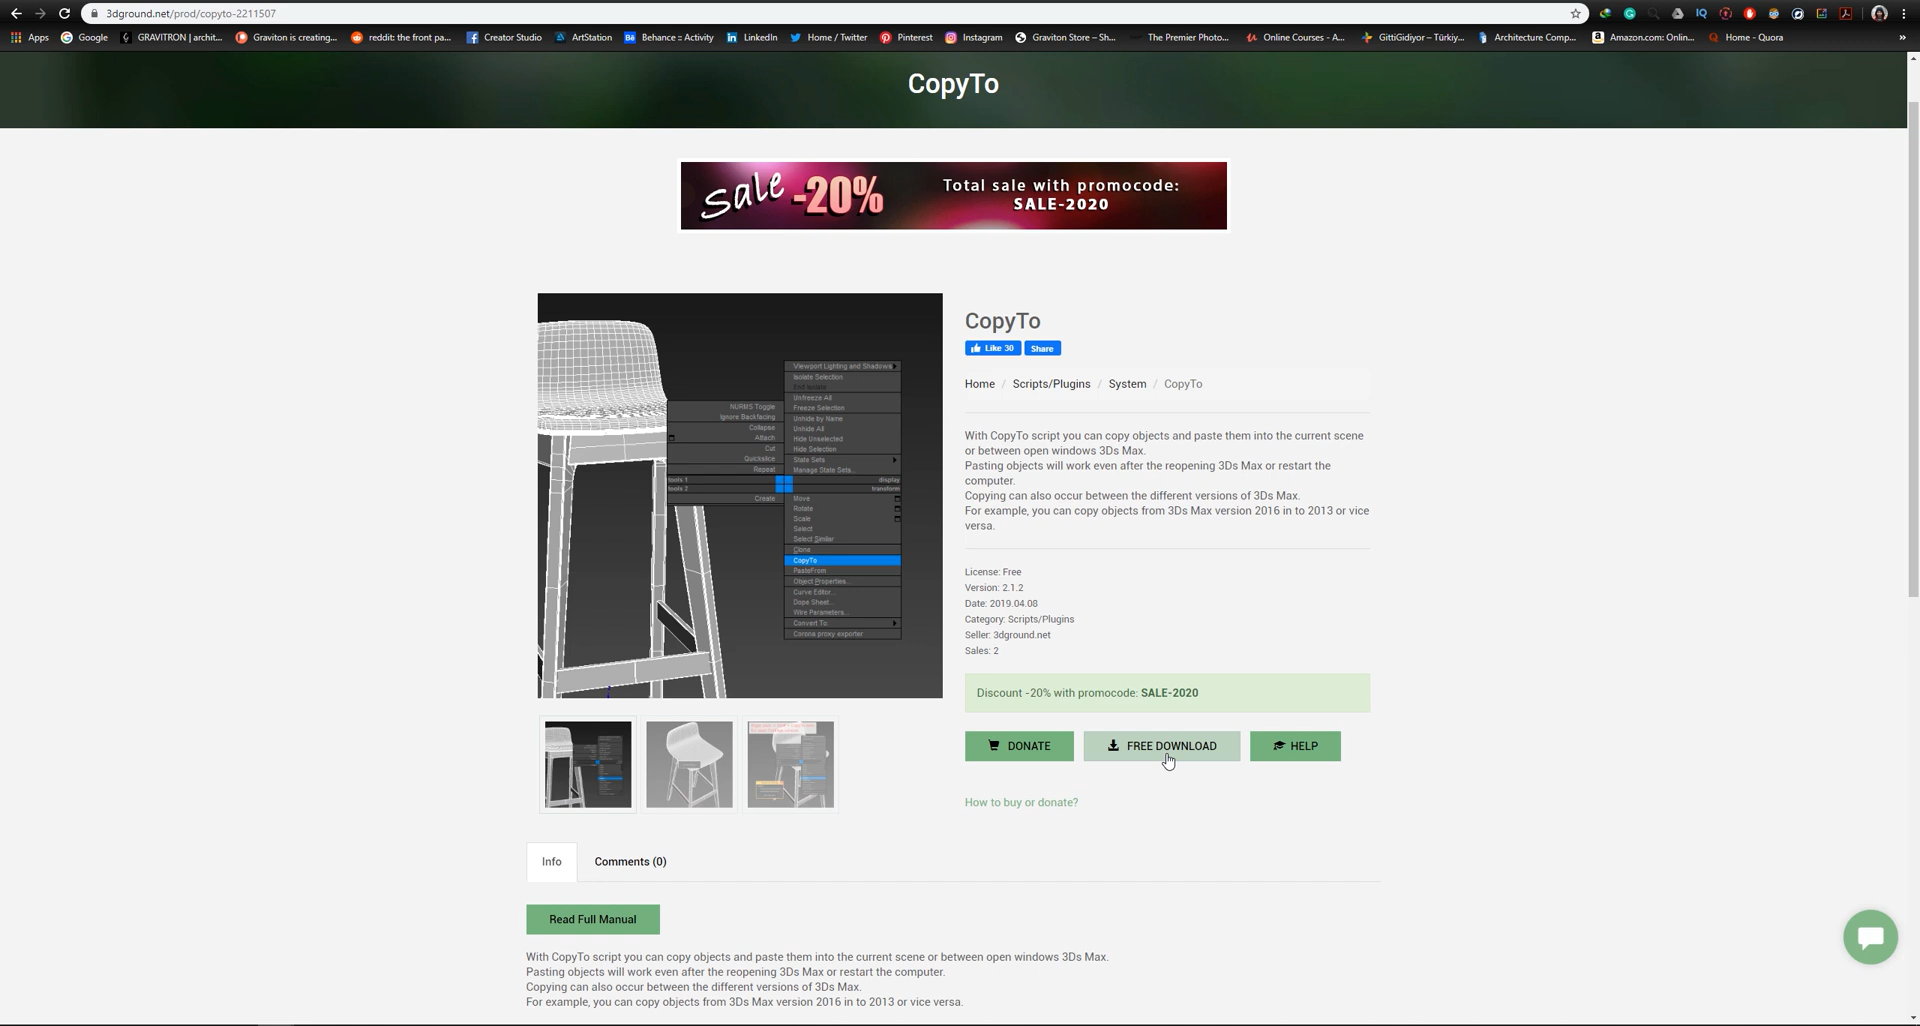 3dground.net/prod/copyto-2211507
Apps
Google
GRAVITRON | archit...
Graviton is creating...
reddit: the front pa...
Creator Studio
ArtStation
Behance :: Activity
LinkedIn
Home / Twitter
Pinterest
Instagram
Graviton Store – Sh...
The Premier Photo...
Online Courses - A...
GittiGidiyor – Türkiy...
Architecture Comp...
Amazon.com: Onlin...
Home - Quora
»
CopyTo
Sale -20%
Total sale with promocode:
SALE-2020
Viewport Lighting and Shadows
Isolate Selection
End Isolate
Unfreeze All
Freeze Selection
Unhide by Name
Unhide All
Hide Unselected
Hide Selection
State Sets
Manage State Sets...
NURMS Toggle
Ignore Backfacing
Collapse
Attach
Cut
Quickslice
Repeat
tools 1
display
tools 2
transform
Create
Move
Rotate
Scale
Select
Select Similar
Clone
CopyTo
PasteFrom
Object Properties...
Curve Editor...
Dope Sheet...
Wire Parameters...
Convert To:
Corona proxy exporter
CopyTo
Like 30
Share
Home / Scripts/Plugins / System / CopyTo
With CopyTo script you can copy objects and paste them into the current scene
or between open windows 3Ds Max.
Pasting objects will work even after the reopening 3Ds Max or restart the
computer.
Copying can also occur between the different versions of 3Ds Max.
For example, you can copy objects from 3Ds Max version 2016 in to 2013 or vice
versa.
License: Free
Version: 2.1.2
Date: 2019.04.08
Category: Scripts/Plugins
Seller: 3dground.net
Sales: 2
Discount -20% with promocode: SALE-2020
DONATE
FREE DOWNLOAD
HELP
How to buy or donate?
Info
Comments (0)
Read Full Manual
With CopyTo script you can copy objects and paste them into the current scene or between open windows 3Ds Max.
Pasting objects will work even after the reopening 3Ds Max or restart the computer.
Copying can also occur between the different versions of 3Ds Max.
For example, you can copy objects from 3Ds Max version 2016 in to 2013 or vice versa.